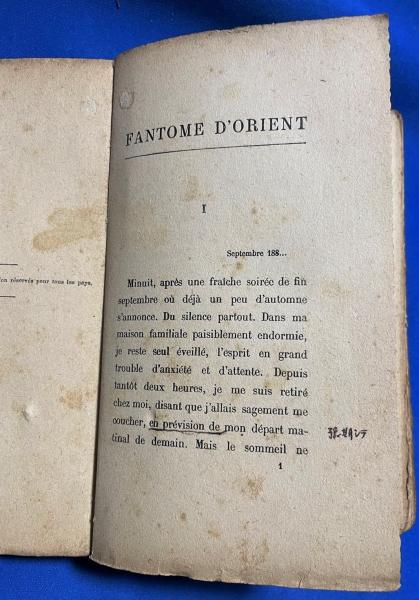 on réservés pour tous les pays.
FANTOME D'ORIENT
I
Septembre 188...
Minuit, après une fraîche soirée de fin
septembre où déjà un peu d'automne
s'annonce. Du silence partout. Dans ma
maison familiale paisiblement endormie,
je reste seul éveillé, l'esprit en grand
trouble d'anxiété et d'attente. Depuis
tantôt deux heures, je me suis retiré
chez moi, disant que j'allais sagement me
coucher, en prévision de mon départ ma-
tinal de demain. Mais le sommeil ne
1